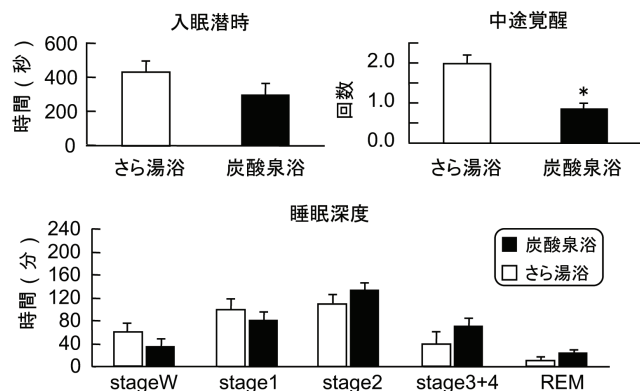 入眠潜時
時間(秒)
600
400
200
0
さら湯浴
炭酸泉浴
中途覚醒
回数
2.0
1.0
0.0
*
さら湯浴
炭酸泉浴
睡眠深度
時間(分)
240
200
160
120
80
40
0
炭酸泉浴
さら湯浴
stageW
stage1
stage2
stage3+4
REM